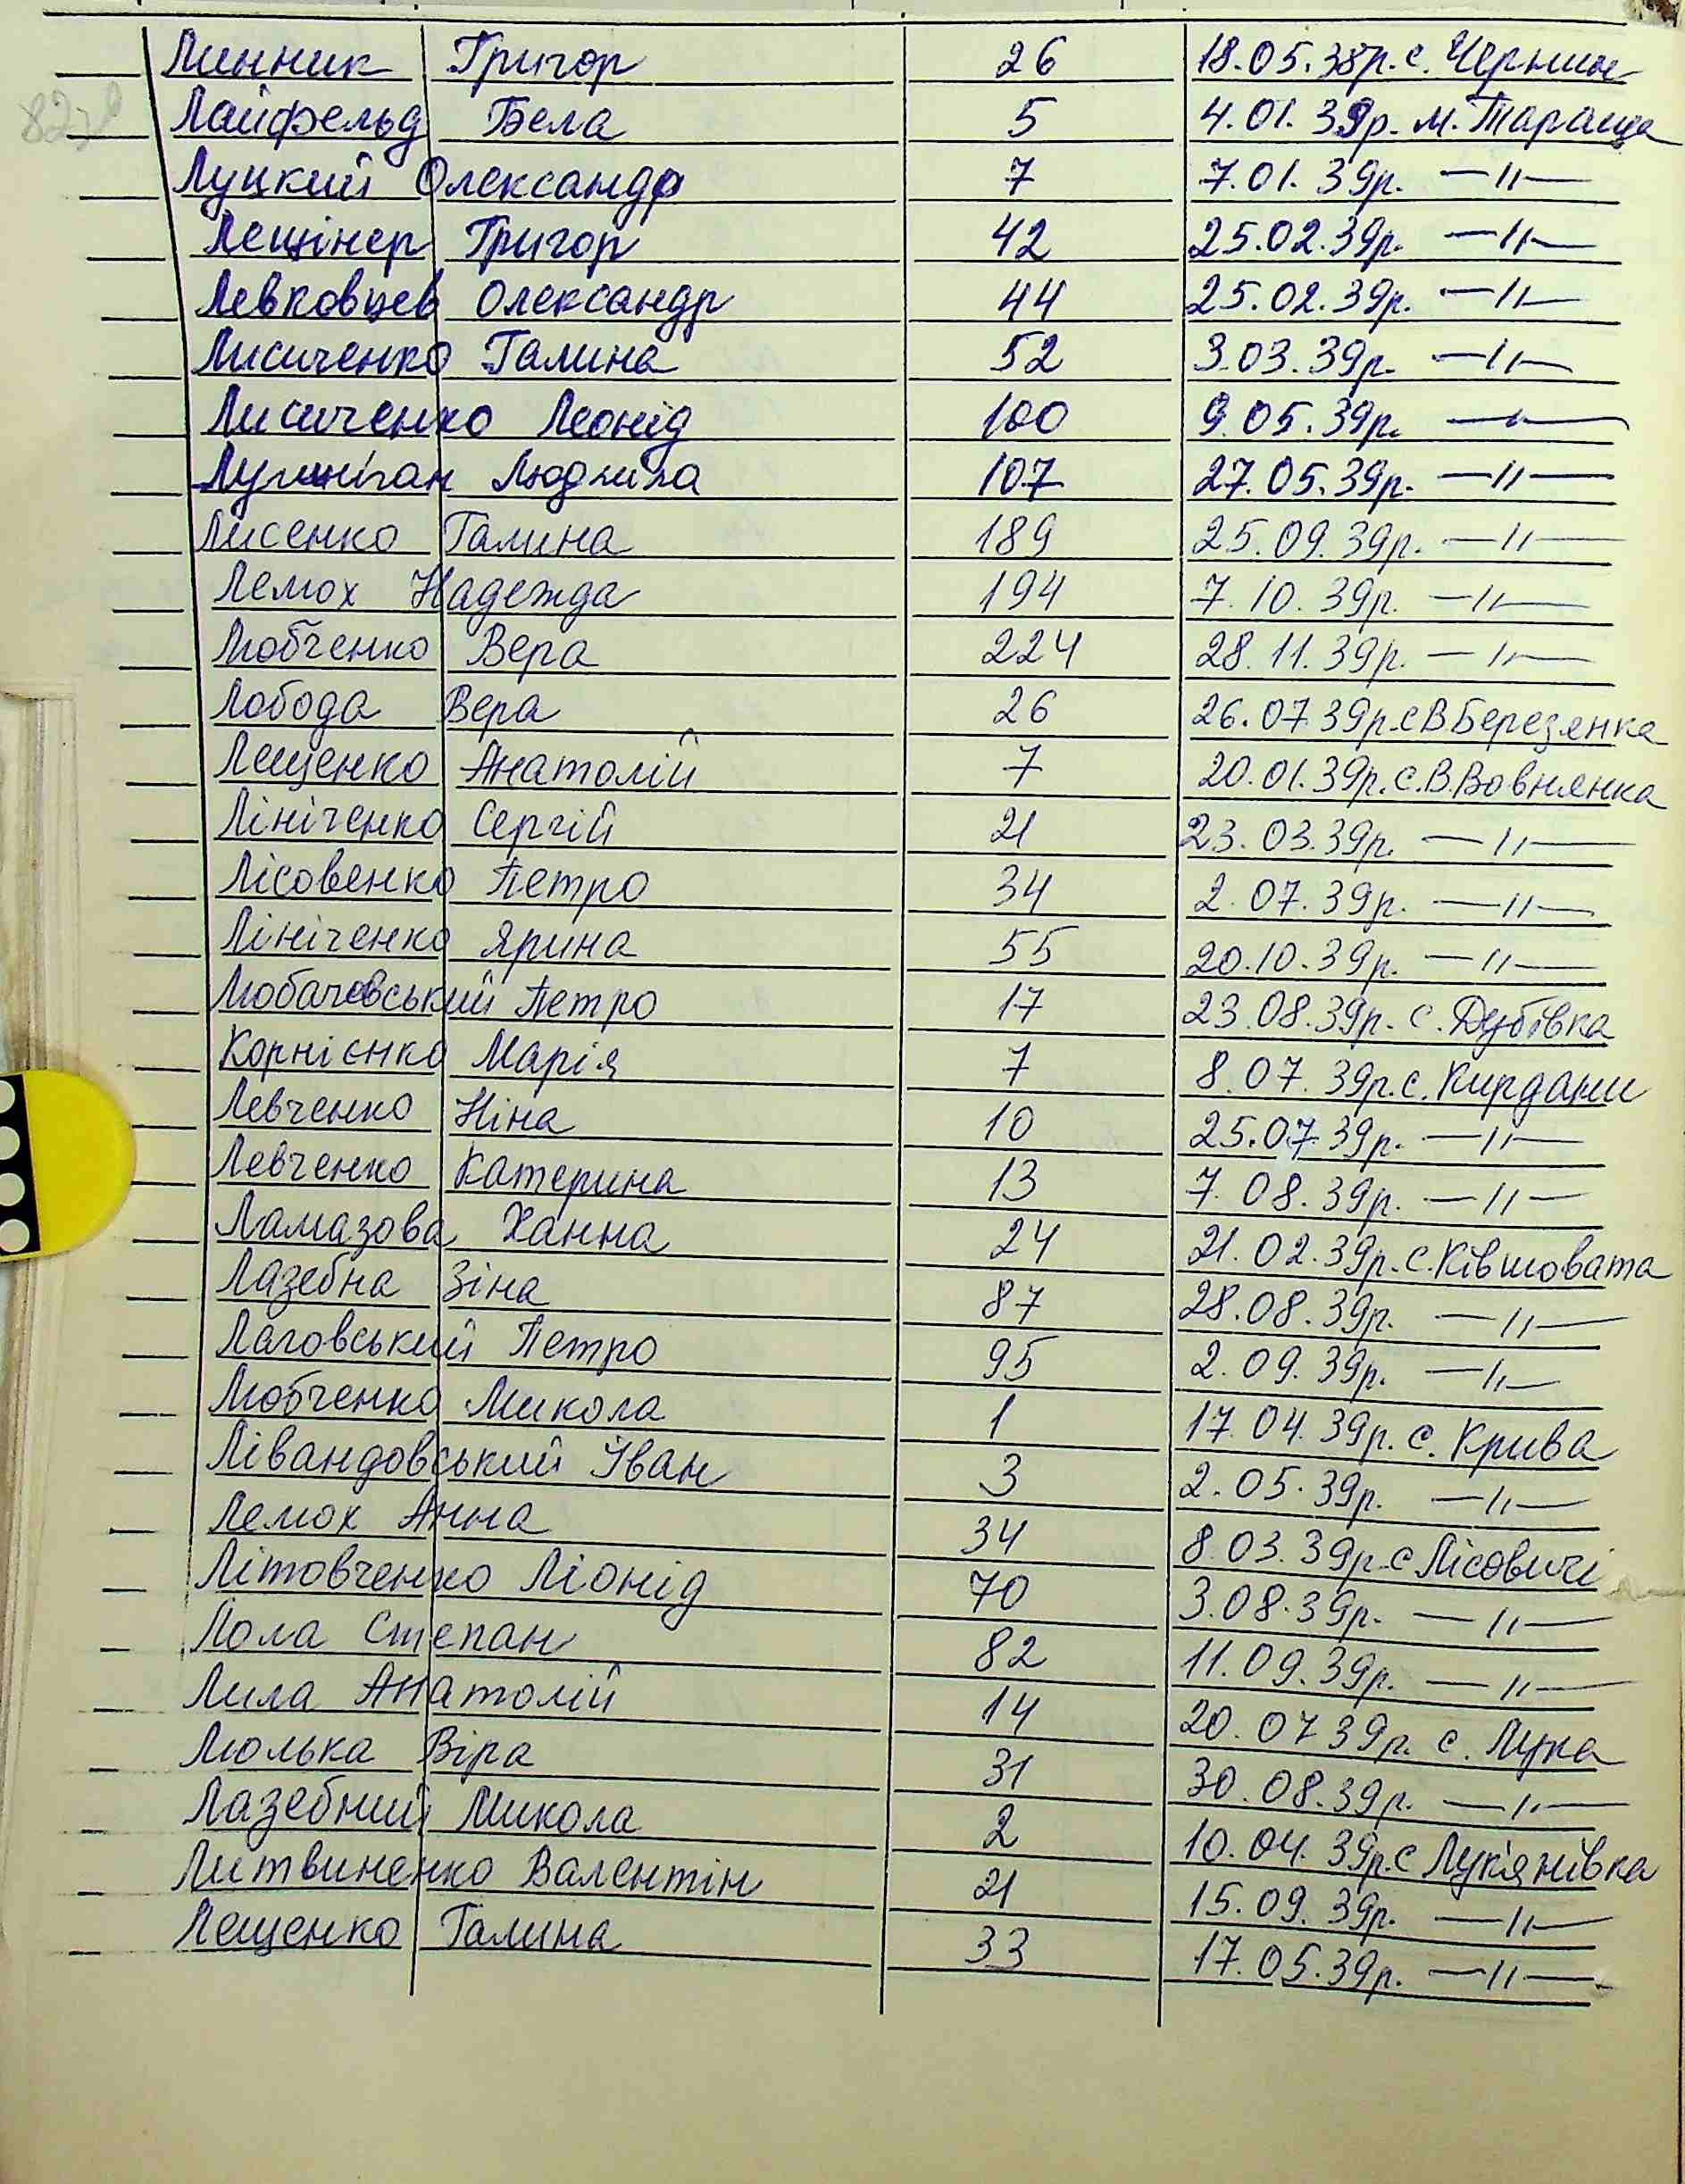 Линник Григор 26 18.05.38р. с. Чернин
Лайфельд Бела 5 4.01.39р. м. Тараща
Луцкий Олександр 7 7.01.39р. —"—
Лещінер Григор 42 25.02.39р. —"—
Левковцев Олександр 44 25.02.39р. —"—
Лисиченко Галина 52 3.03.39р. —"—
Лисиченко Леонід 100 9.05.39р. —"—
Людмила 107 27.05.39р. —"—
Лисенко Галина 189 25.09.39р. —"—
Лемох Надежда 194 7.10.39р. —"—
Любченко Вера 224 28.11.39р. —"—
Лобода Вера 26 26.07.39р. с В Березянка
Лещенко Анатолій 7 20.01.39р. с. В. Вовнянка
Лініченко Сергій 21 23.03.39р. —"—
Лісовенко Петро 34 2.07.39р. —"—
Лініченко Ярина 55 20.10.39р. —"—
Любачевський Петро 17 23.08.39р. с. Дубівка
Корнієнко Марія 7 8.07.39р. с. Кирдани
Левченко Ніна 10 25.07.39р. —"—
Левченко Катерина 13 7.08.39р. —"—
Ламазова Ханна 24 21.02.39р. с. Ківшовата
Лазебна Зіна 87 28.08.39р. —"—
Лаговський Петро 95 2.09.39р. —"—
Любченко Микола 1 17.04.39р. с. Крива
Лівандовський Іван 3 2.05.39р. —"—
Лемох Анна 34 8.03.39р. с Лісовичі
Літовченко Ліонід 70 3.08.39р. —"—
Лола Степан 82 11.09.39р. —"—
Лила Анатолій 14 20.07 39р. с. Лука
Люлька Віра 31 30.08.39р. —"—
Лазебний Микола 2 10.04.39р. с Лук'янівка
Литвиненко Валентін 21 15.09.39р. —"—
Лещенко Галина 33 17.05.39р. —"—